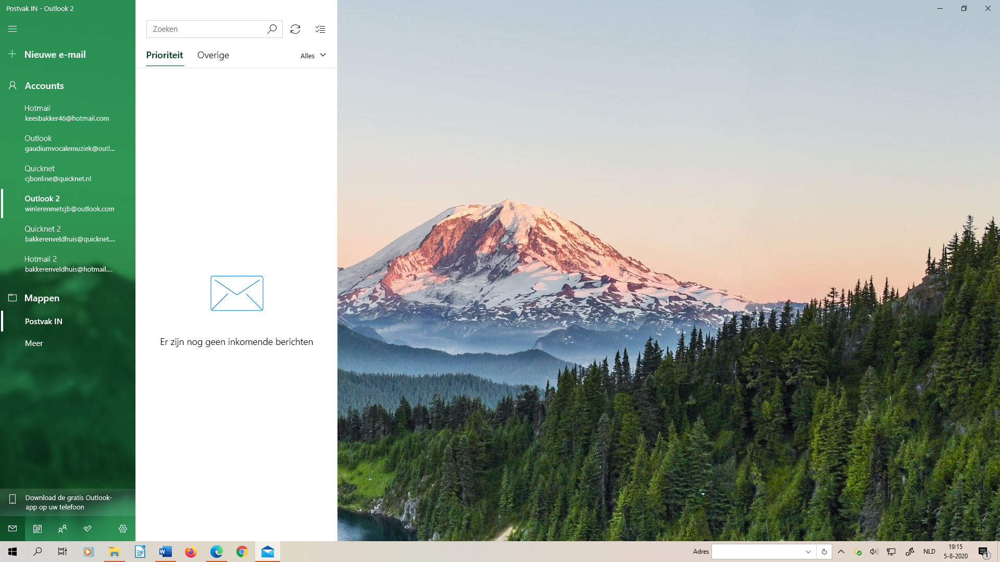 Postvak IN - Outlook 2
Nieuwe e-mail
Accounts
Hotmail
keesbakker46@hotmail.com
Outlook
gaudiumvocalemuziek@outl...
Quicknet
cjbonline@quicknet.nl
Outlook 2
winlerenmetcjb@outlook.com
Quicknet 2
bakkerenveldhuis@quicknet....
Hotmail 2
bakkerenveldhuis@hotmail....
Mappen
Postvak IN
Meer
Download de gratis Outlook-
app op uw telefoon
Zoeken
Prioriteit Overige Alles
Er zijn nog geen inkomende berichten
Adres NLD
19:15
5-8-2020
1